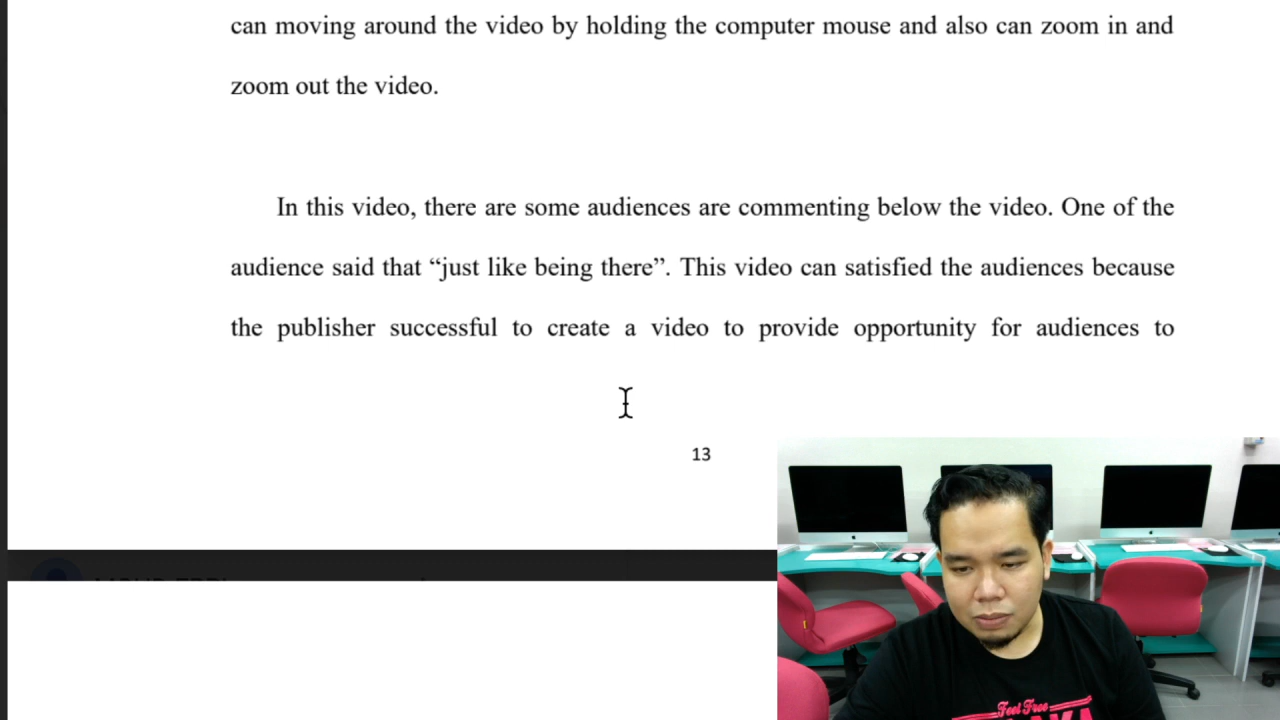 can moving around the video by holding the computer mouse and also can zoom in and
zoom out the video.
In this video, there are some audiences are commenting below the video. One of the
audience said that “just like being there”. This video can satisfied the audiences because
the publisher successful to create a video to provide opportunity for audiences to
13
Feel Free